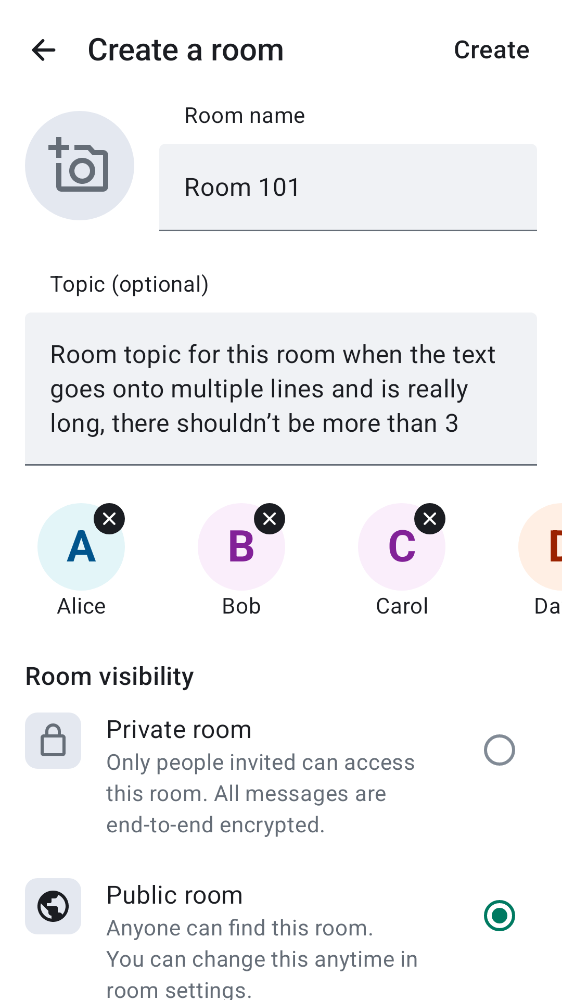 Create a room
Create
Room name
Room 101
Topic (optional)
Room topic for this room when the text
goes onto multiple lines and is really
long, there shouldn’t be more than 3
A
B
C
D
Alice
Bob
Carol
Da
Room visibility
Private room
Only people invited can access
this room. All messages are
end-to-end encrypted.
Public room
Anyone can find this room.
You can change this anytime in
room settings.